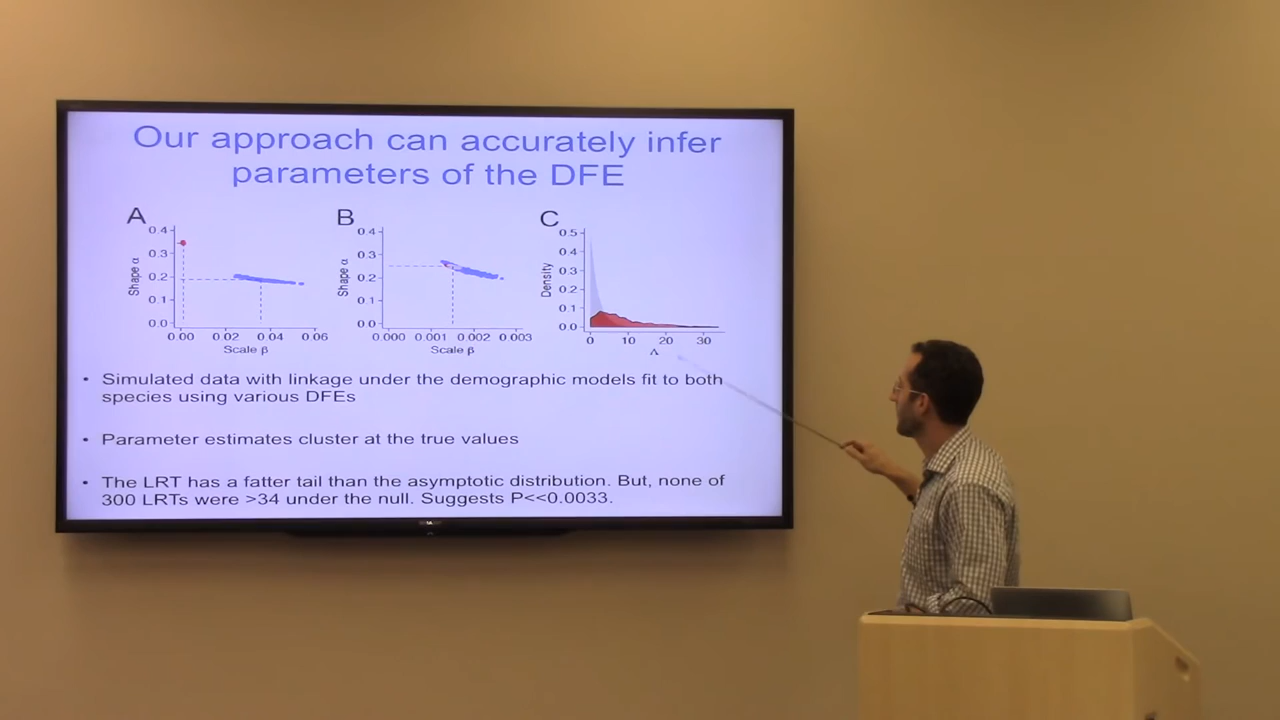 Our approach can accurately infer
parameters of the DFE
A
0.4
0.3
0.2
0.1
0.0
Shape α
0.00 0.02 0.04 0.06
Scale β
B
0.4
0.3
0.2
0.1
0.0
Shape α
0.000 0.001 0.002 0.003
Scale β
C
0.5
0.4
0.3
0.2
0.1
0.0
Density
0 10 20 30
Λ
• Simulated data with linkage under the demographic models fit to both
species using various DFEs
• Parameter estimates cluster at the true values
• The LRT has a fatter tail than the asymptotic distribution. But, none of
300 LRTs were >34 under the null. Suggests P<<0.0033.